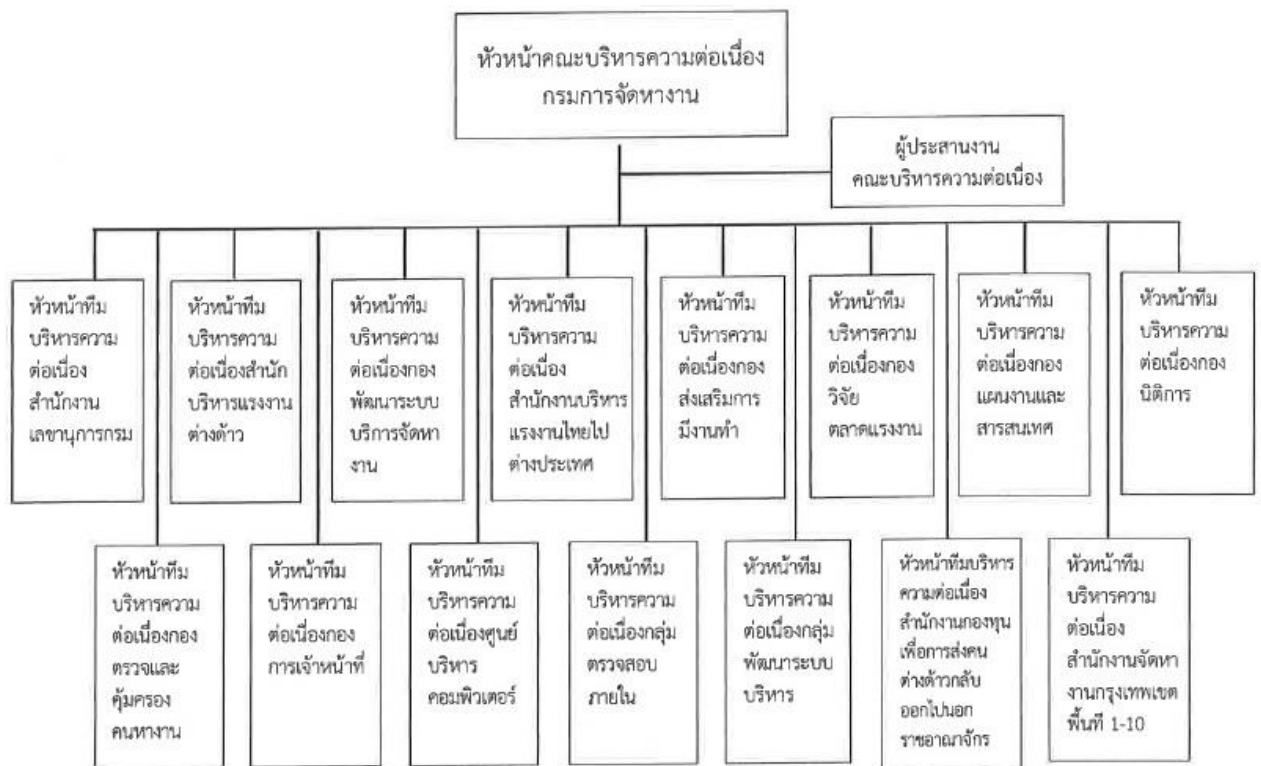 หัวหน้าคณะบริหารความต่อเนื่อง
กรมการจัดหางาน
ผู้ประสานงาน
คณะบริหารความต่อเนื่อง
หัวหน้าทีม
บริหารความ
ต่อเนื่อง
สำนักงาน
เลขานุการกรม
หัวหน้าทีม
บริหารความ
ต่อเนื่องสำนัก
บริหารแรงงาน
ต่างด้าว
หัวหน้าทีม
บริหารความ
ต่อเนื่องกอง
พัฒนาระบบ
บริการจัดหา
งาน
หัวหน้าทีม
บริหารความ
ต่อเนื่อง
สำนักงานบริหาร
แรงงานไทยไป
ต่างประเทศ
หัวหน้าทีม
บริหารความ
ต่อเนื่องกอง
ส่งเสริมการ
มีงานทำ
หัวหน้าทีม
บริหารความ
ต่อเนื่องกอง
วิจัย
ตลาดแรงงาน
หัวหน้าทีม
บริหารความ
ต่อเนื่องกอง
แผนงานและ
สารสนเทศ
หัวหน้าทีม
บริหารความ
ต่อเนื่องกอง
นิติการ
หัวหน้าทีม
บริหารความ
ต่อเนื่องกอง
ตรวจและ
คุ้มครอง
คนหางาน
หัวหน้าทีม
บริหารความ
ต่อเนื่องกอง
การเจ้าหน้าที่
หัวหน้าทีม
บริหารความ
ต่อเนื่องศูนย์
บริหาร
คอมพิวเตอร์
หัวหน้าทีม
บริหารความ
ต่อเนื่องกลุ่ม
ตรวจสอบ
ภายใน
หัวหน้าทีม
บริหารความ
ต่อเนื่องกลุ่ม
พัฒนาระบบ
บริหาร
หัวหน้าทีมบริหาร
ความต่อเนื่อง
สำนักงานกองทุน
เพื่อการส่งคน
ต่างด้าวกลับ
ออกไปนอก
ราชอาณาจักร
หัวหน้าทีม
บริหารความ
ต่อเนื่อง
สำนักงานจัดหา
งานกรุงเทพเขต
พื้นที่ 1-10